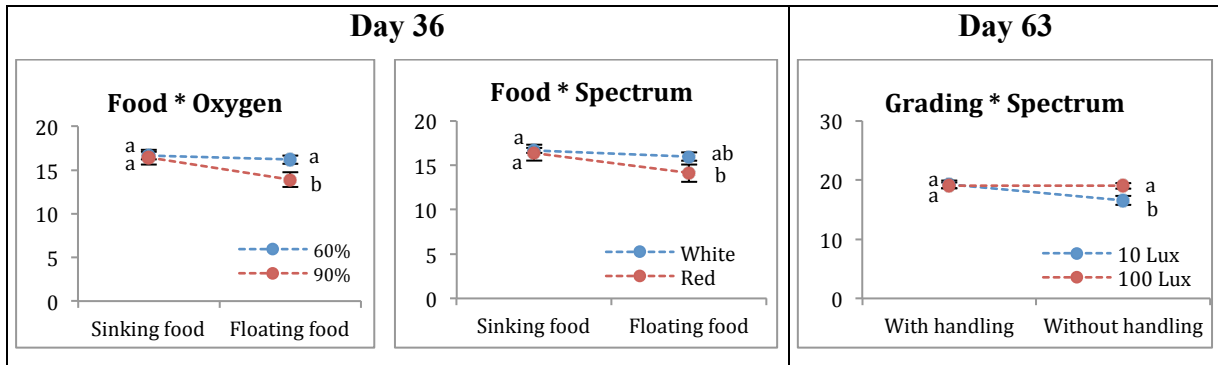 Day 36
Food * Oxygen
20
15
10
5
0
a
a
a
b
60%
90%
Sinking food Floating food
Food * Spectrum
20
15
10
5
0
a
a
ab
b
White
Red
Sinking food Floating food
Day 63
Grading * Spectrum
30
20
10
0
a
a
a
b
10 Lux
100 Lux
With handling Without handling